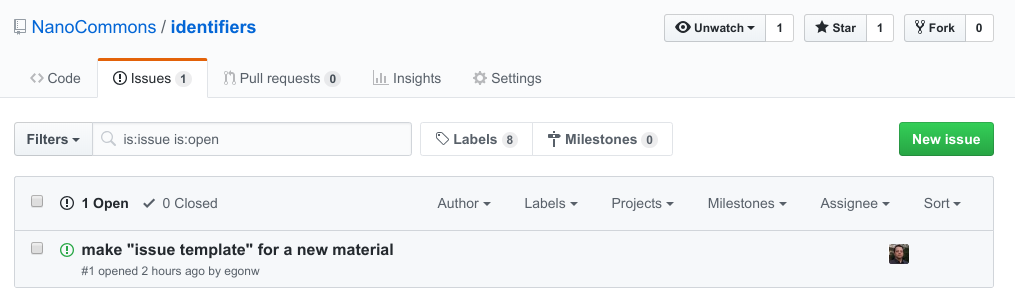 NanoCommons / identifiers
Unwatch 1 Star 1 Fork 0
Code Issues 1 Pull requests 0 Insights Settings
Filters is:issue is:open Labels 8 Milestones 0 New issue
1 Open 0 Closed Author Labels Projects Milestones Assignee Sort
make "issue template" for a new material
#1 opened 2 hours ago by egonw